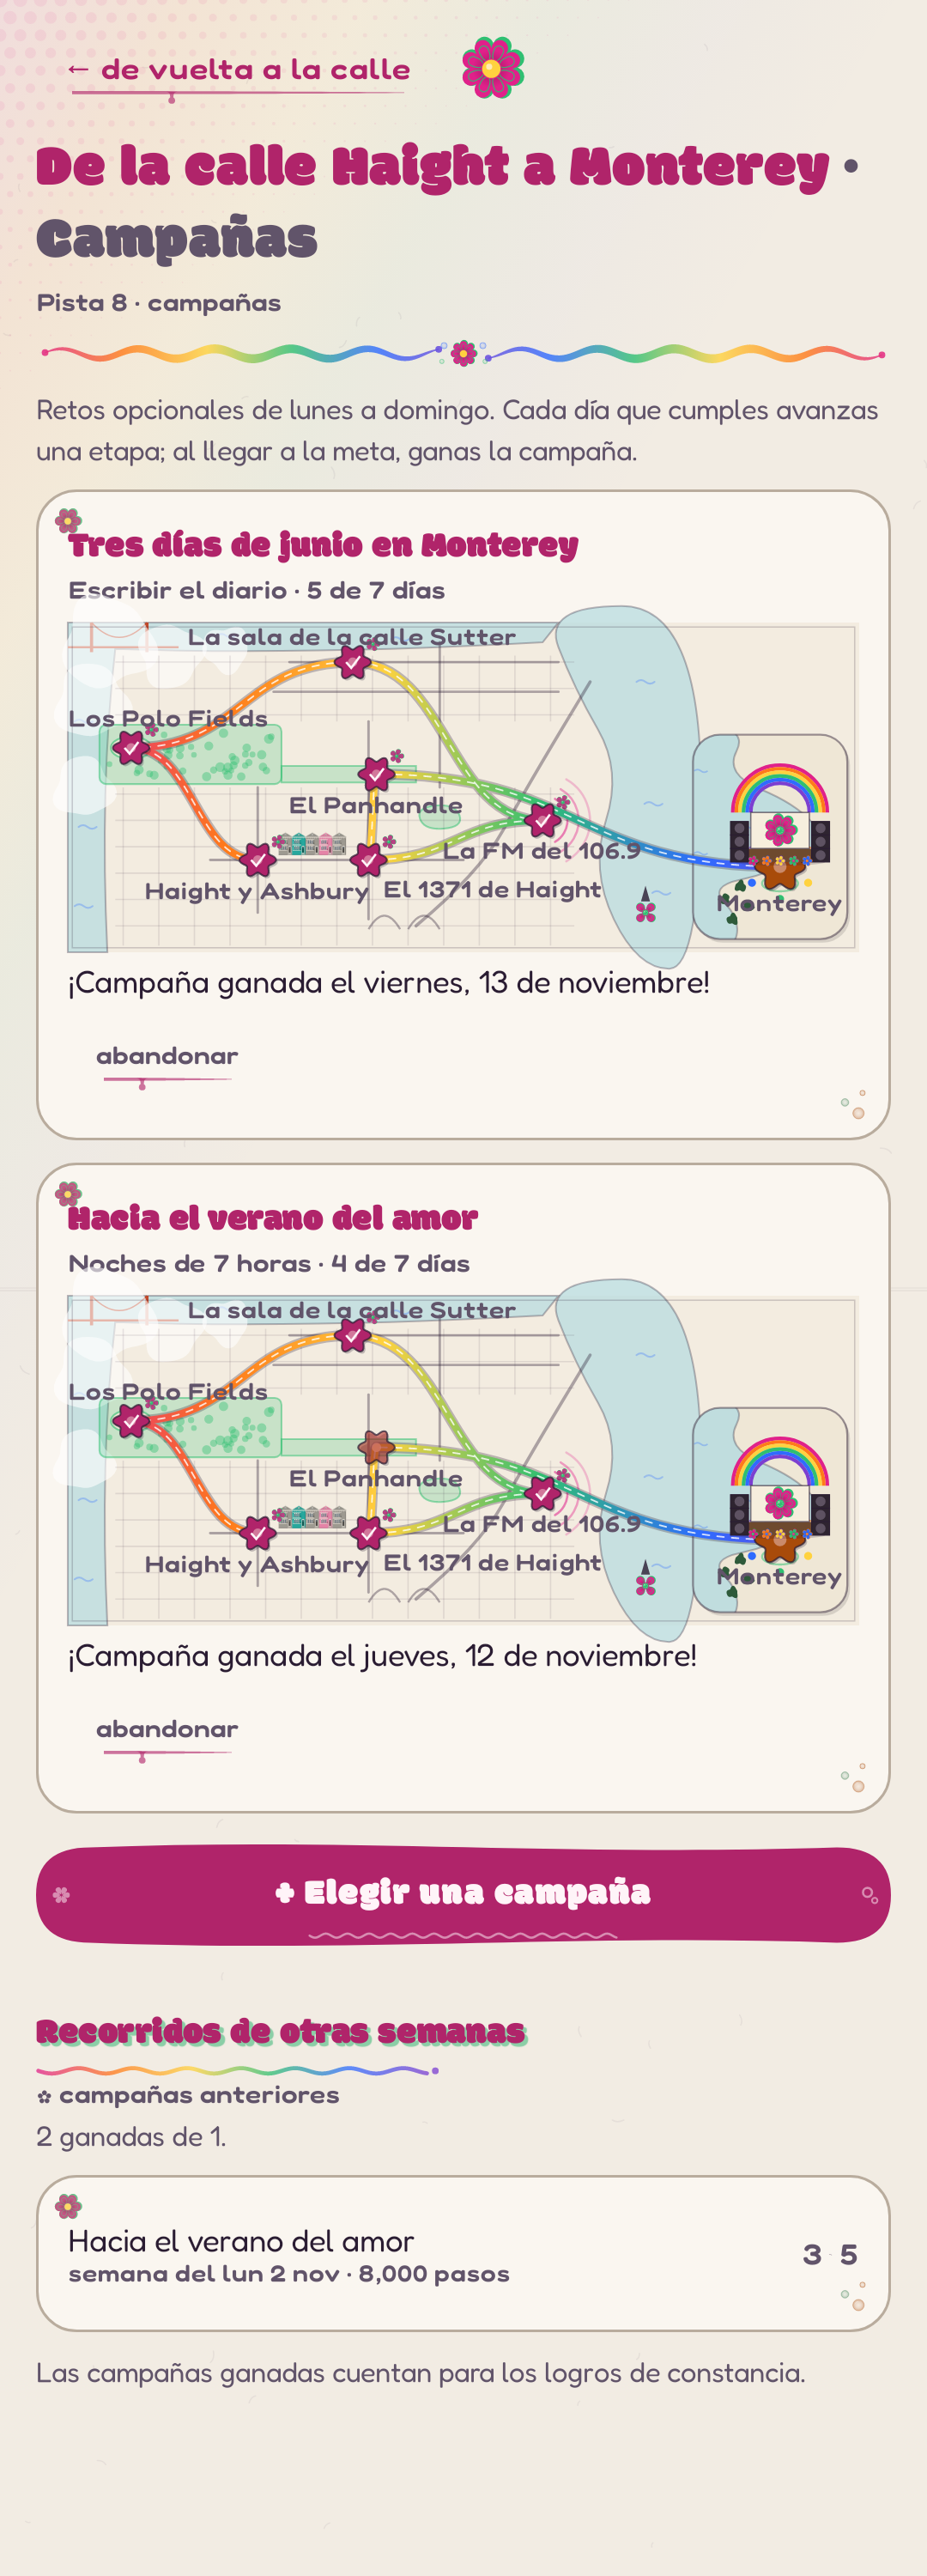 ← de vuelta a la calle
De la calle Haight a Monterey •
Campañas
Pista 8 · campañas
Retos opcionales de lunes a domingo. Cada día que cumples avanzas
una etapa; al llegar a la meta, ganas la campaña.
Tres días de junio en Monterey
Escribir el diario · 5 de 7 días
La sala de la calle Sutter
Los Polo Fields
El Panhandle
La FM del 106.9
Haight y Ashbury
El 1371 de Haight
Monterey
¡Campaña ganada el viernes, 13 de noviembre!
abandonar
Hacia el verano del amor
Noches de 7 horas · 4 de 7 días
La sala de la calle Sutter
Los Polo Fields
El Panhandle
La FM del 106.9
Haight y Ashbury
El 1371 de Haight
Monterey
¡Campaña ganada el jueves, 12 de noviembre!
abandonar
+ Elegir una campaña
Recorridos de otras semanas
campañas anteriores
2 ganadas de 1.
Hacia el verano del amor
semana del lun 2 nov · 8,000 pasos
3 · 5
Las campañas ganadas cuentan para los logros de constancia.